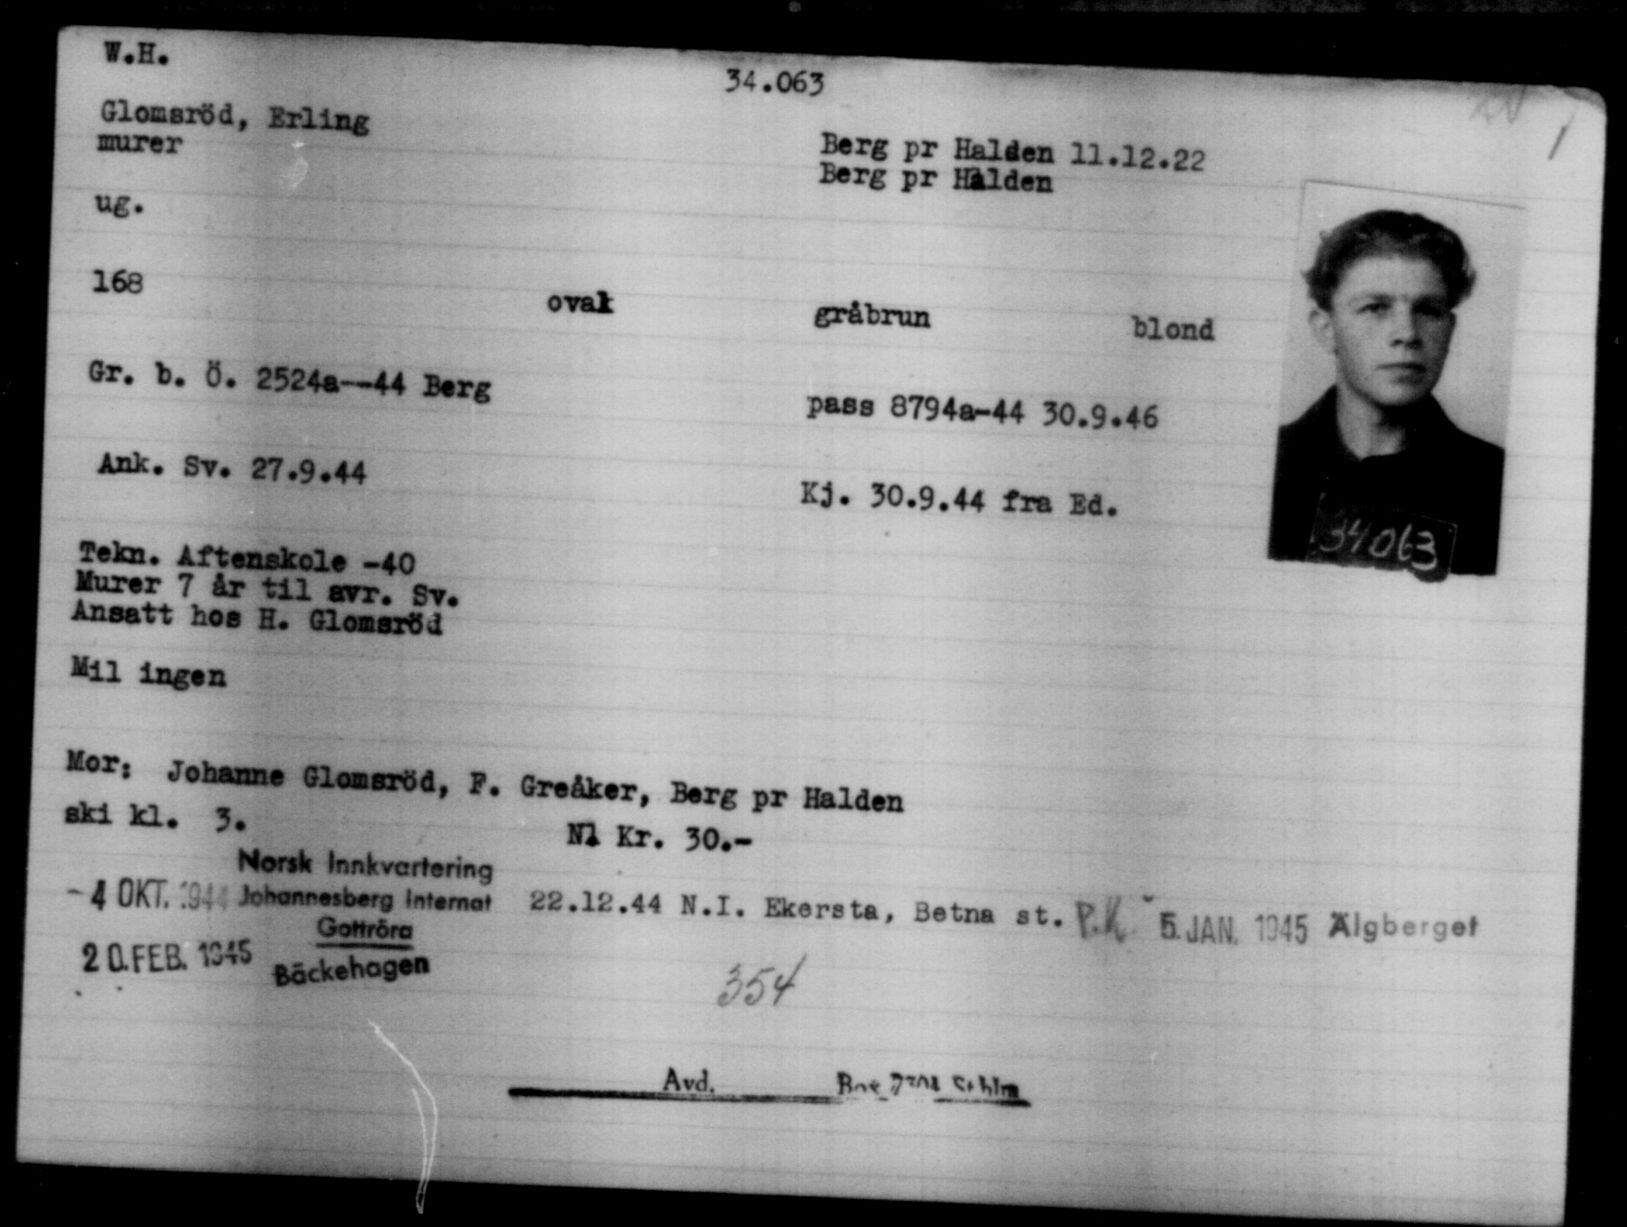 W.H.
34.063
Glomsröd, Erling
murer
Berg pr Halden 11.12.22
Berg pr Halden
ug.
168 oval gråbrun blond
Gr. b. Ö. 2524a--44 Berg
pass 8794a-44 30.9.46
Ank. Sv. 27.9.44
Kj. 30.9.44 fra Ed.
34063
Tekn. Aftenskole -40
Murer 7 år til avr. Sv.
Ansatt hos H. Glomsröd
Mil ingen
Mor: Johanne Glomsröd, F. Greåker, Berg pr Halden
ski kl. 3.
Nl Kr. 30.-
Norsk Innkvartering
- 4 OKT. 1944 Johannesberg Internat
Gottröra
22.12.44 N.I. Ekersta, Betna st. P.K. 5. JAN. 1945 Älgberget
20. FEB. 1945 Bäckehagen
354
Avd.